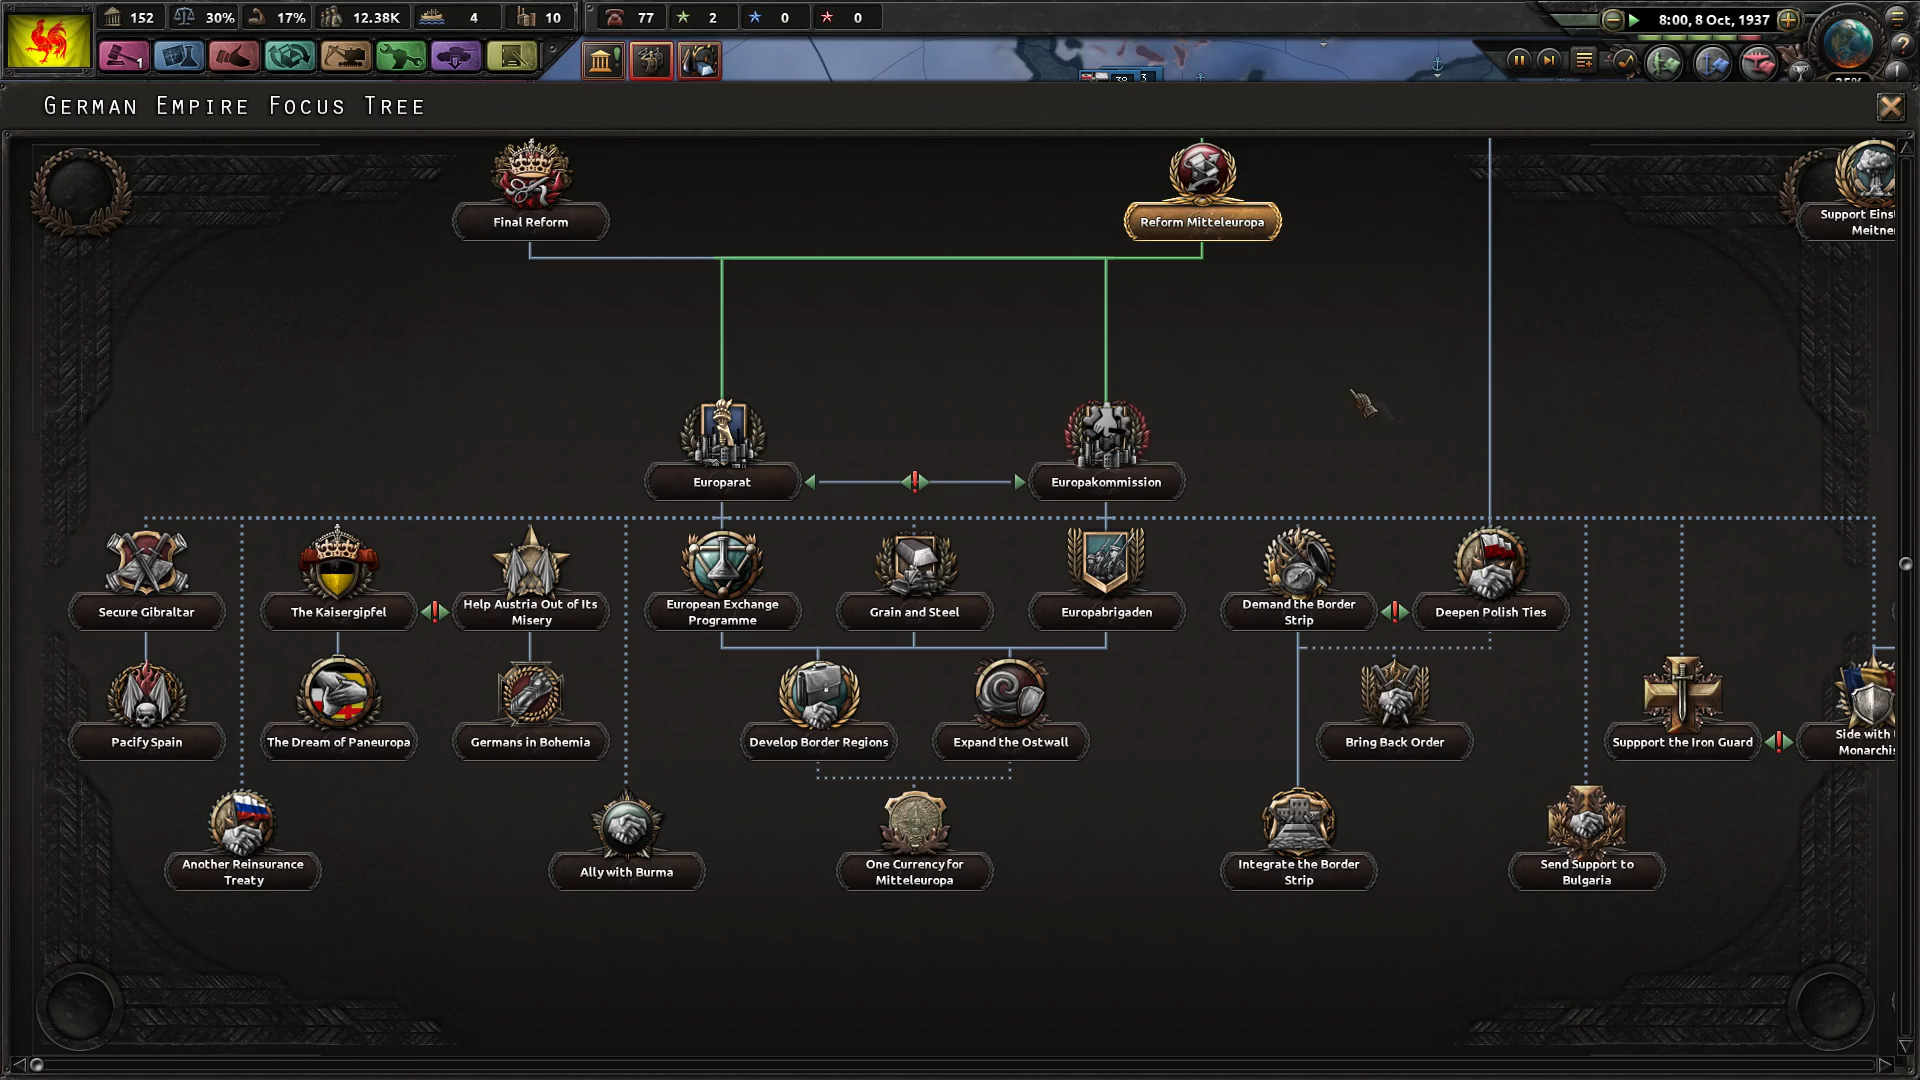 152 30% 17% 12.38K 4 10 77 2 0 0 8:00, 8 Oct, 1937
1
GERMAN EMPIRE FOCUS TREE
Final Reform
Reform Mitteleuropa
Support
Europarat
Europakommission
Secure Gibraltar
The Kaisergipfel
Help Austria Out of Its
Misery
European Exchange
Programme
Grain and Steel
Europabrigaden
Demand the Border
Strip
Deepen Polish Ties
Pacify Spain
The Dream of Paneuropa
Germans in Bohemia
Develop Border Regions
Expand the Ostwall
Bring Back Order
Suppport the Iron Guard
Side with
Another Reinsurance
Treaty
Ally with Burma
One Currency for
Mitteleuropa
Integrate the Border
Strip
Send Support to
Bulgaria